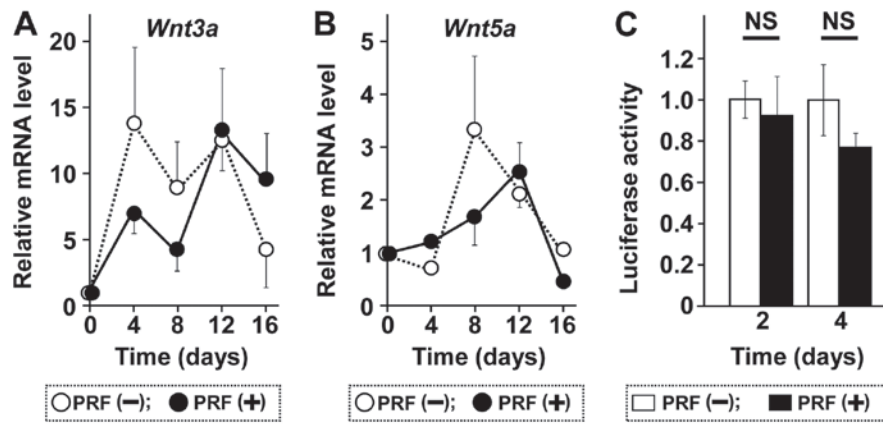 A
Wnt3a
Relative mRNA level
20
15
10
5
0
0 4 8 12 16
Time (days)
PRF (−); PRF (+)
B
Wnt5a
Relative mRNA level
5
4
3
2
1
0
0 4 8 12 16
Time (days)
PRF (−); PRF (+)
C
NS NS
Luciferase activity
1.2
1.0
0.8
0.6
0.4
0.2
0
2 4
Time (days)
PRF (−); PRF (+)